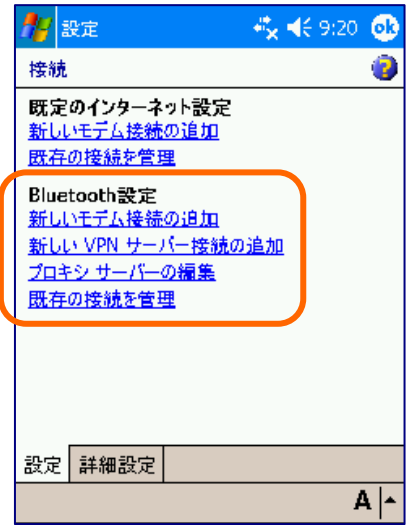 設定 9:20 ok
接続
既定のインターネット設定
新しいモデム接続の追加
既存の接続を管理
Bluetooth設定
新しいモデム接続の追加
新しい VPN サーバー接続の追加
プロキシ サーバーの編集
既存の接続を管理
設定 詳細設定
A